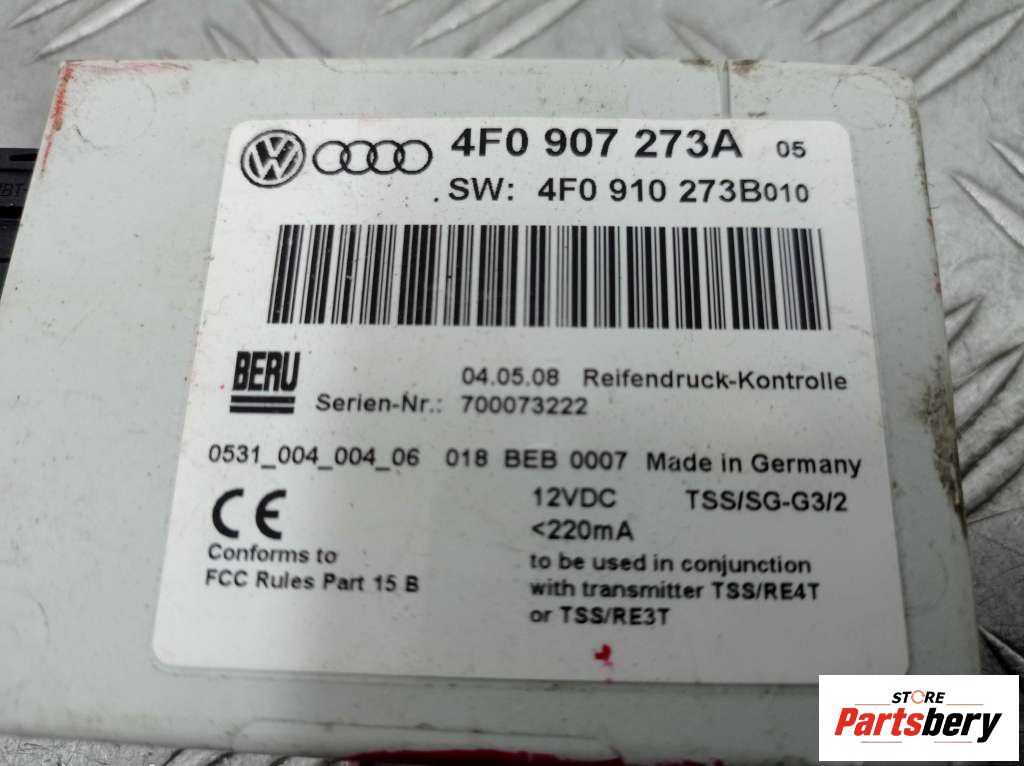 4F0 907 273A 05
.SW: 4F0 910 273B010
BERU
04.05.08 Reifendruck-Kontrolle
Serien-Nr.: 700073222
0531_004_004_06 018 BEB 0007 Made in Germany
CE
12VDC TSS/SG-G3/2
<220mA
Conforms to
FCC Rules Part 15 B
to be used in conjunction
with transmitter TSS/RE4T
or TSS/RE3T
STORE
Partsbery